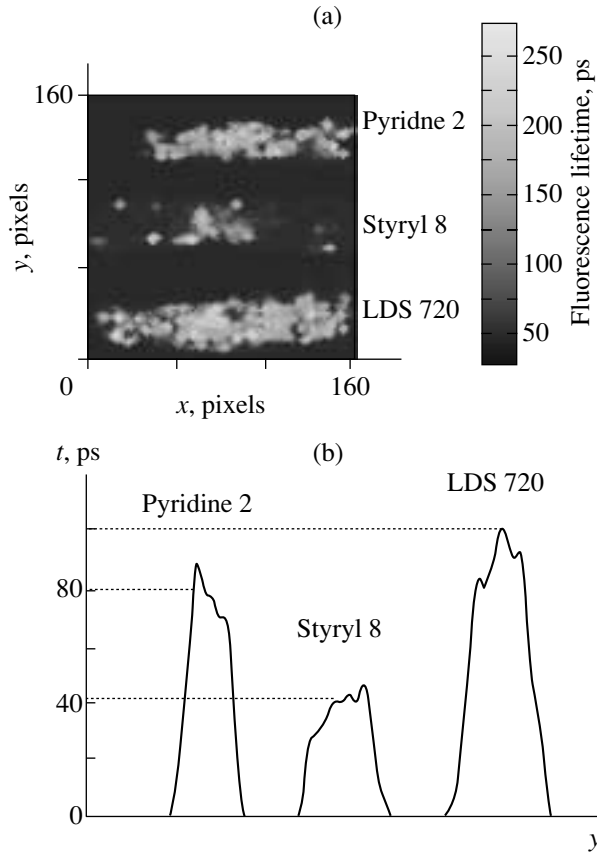 (a)
160
Pyridne 2
Styryl 8
LDS 720
y, pixels
0
x, pixels
160
250
200
150
100
50
Fluorescence lifetime, ps
(b)
t, ps
Pyridine 2
LDS 720
Styryl 8
80
40
0
y